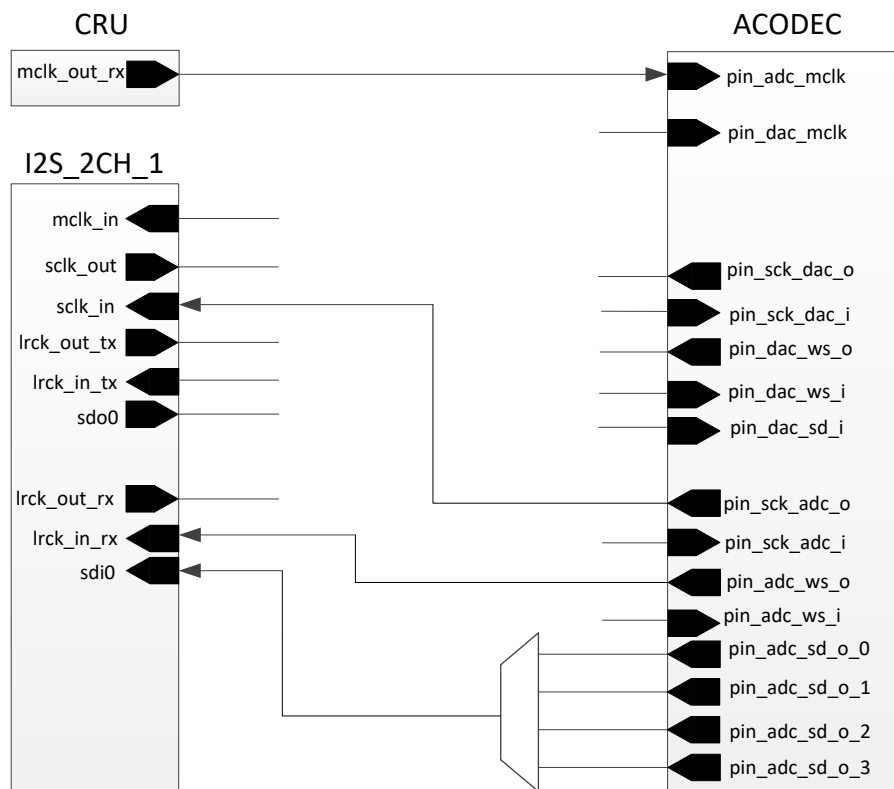 CRU
mclk_out_rx
I2S_2CH_1
mclk_in
sclk_out
sclk_in
lrck_out_tx
lrck_in_tx
sdo0
lrck_out_rx
lrck_in_rx
sdi0
ACODEC
pin_adc_mclk
pin_dac_mclk
pin_sck_dac_o
pin_sck_dac_i
pin_dac_ws_o
pin_dac_ws_i
pin_dac_sd_i
pin_sck_adc_o
pin_sck_adc_i
pin_adc_ws_o
pin_adc_ws_i
pin_adc_sd_o_0
pin_adc_sd_o_1
pin_adc_sd_o_2
pin_adc_sd_o_3